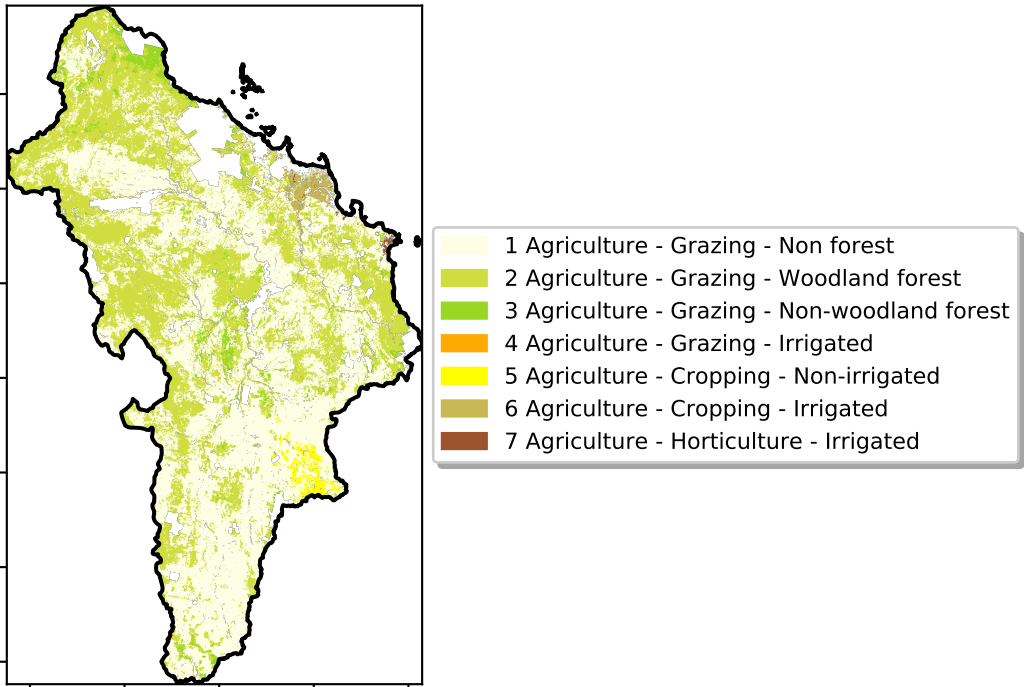 1 Agriculture - Grazing - Non forest
2 Agriculture - Grazing - Woodland forest
3 Agriculture - Grazing - Non-woodland forest
4 Agriculture - Grazing - Irrigated
5 Agriculture - Cropping - Non-irrigated
6 Agriculture - Cropping - Irrigated
7 Agriculture - Horticulture - Irrigated